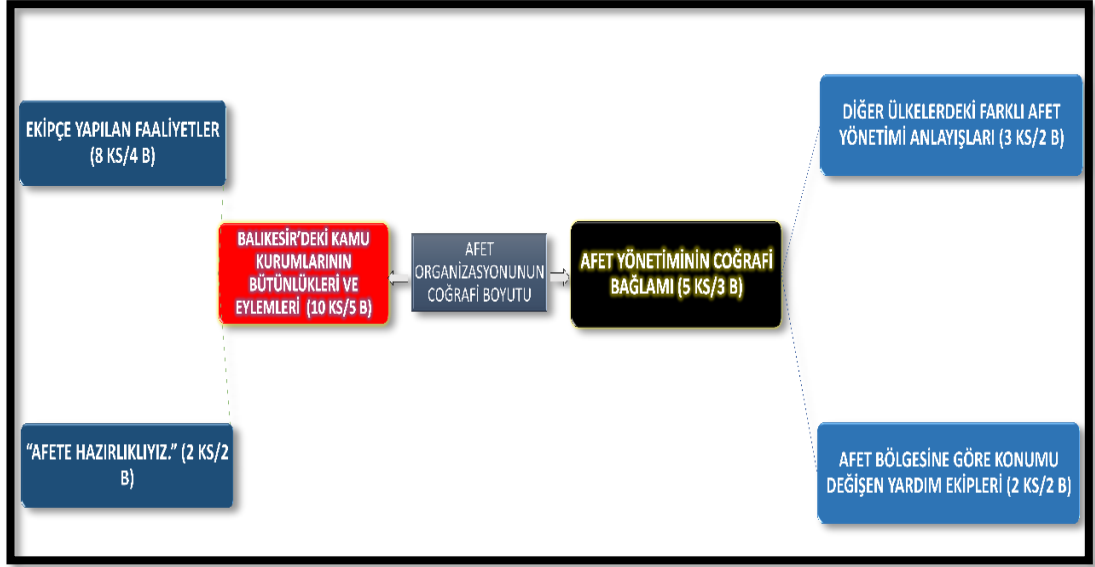 EKİPÇE YAPILAN FAALİYETLER
(8 KS/4 B)
"AFETE HAZIRLIKLIYIZ." (2 KS/2
B)
BALIKESİR'DEKİ KAMU
KURUMLARININ
BÜTÜNLÜKLERİ VE
EYLEMLERİ (10 KS/5 B)
AFET
ORGANİZASYONUNUN
COĞRAFİ BOYUTU
AFET YÖNETİMİNİN COĞRAFİ
BAĞLAMI (5 KS/3 B)
DİĞER ÜLKELERDEKİ FARKLI AFET
YÖNETİMİ ANLAYIŞLARI (3 KS/2 B)
AFET BÖLGESİNE GÖRE KONUMU
DEĞİŞEN YARDIM EKİPLERİ (2 KS/2 B)